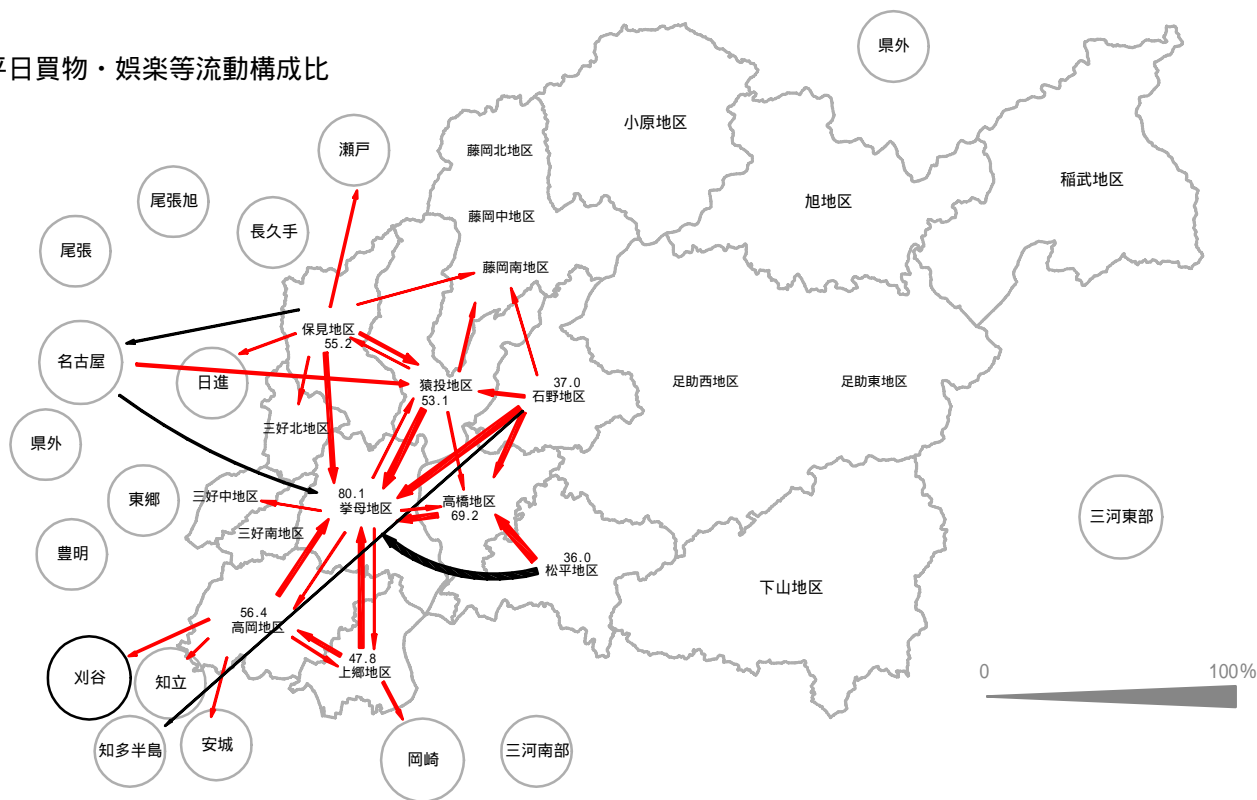 平日買物・娯楽等流動構成比
県外
瀬戸
小原地区
藤岡北地区
稲武地区
尾張旭
旭地区
藤岡中地区
長久手
尾張
藤岡南地区
保見地区
55.2
名古屋
日進
猿投地区
53.1
37.0
石野地区
足助西地区
足助東地区
三好北地区
県外
東郷
三好中地区
80.1
挙母地区
高橋地区
69.2
三河東部
三好南地区
豊明
36.0
松平地区
下山地区
56.4
高岡地区
47.8
上郷地区
刈谷
知立
0
100%
知多半島
安城
岡崎
三河南部